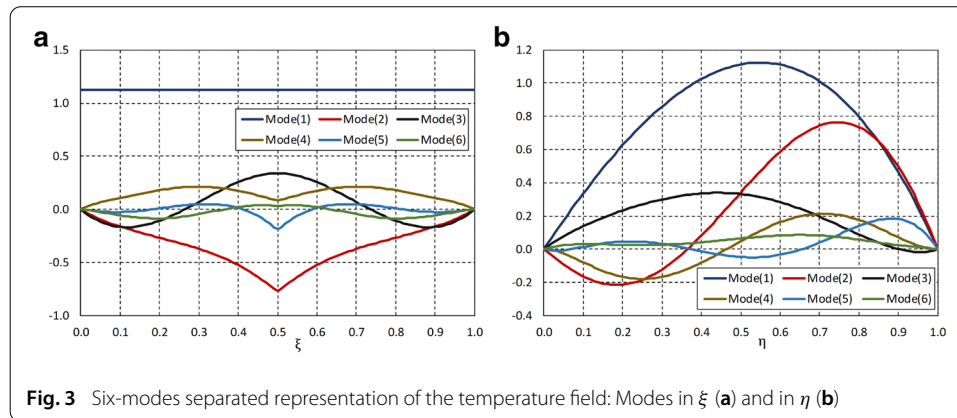 a
1.5
1.0
0.5
0.0
-0.5
-1.0
Mode(1) Mode(2) Mode(3)
Mode(4) Mode(5) Mode(6)
0.0 0.1 0.2 0.3 0.4 0.5 0.6 0.7 0.8 0.9 1.0
ξ
b
1.2
1.0
0.8
0.6
0.4
0.2
0.0
-0.2
-0.4
Mode(1) Mode(2) Mode(3)
Mode(4) Mode(5) Mode(6)
0.0 0.1 0.2 0.3 0.4 0.5 0.6 0.7 0.8 0.9 1.0
η
Fig. 3 Six-modes separated representation of the temperature field: Modes in ξ (a) and in η (b)